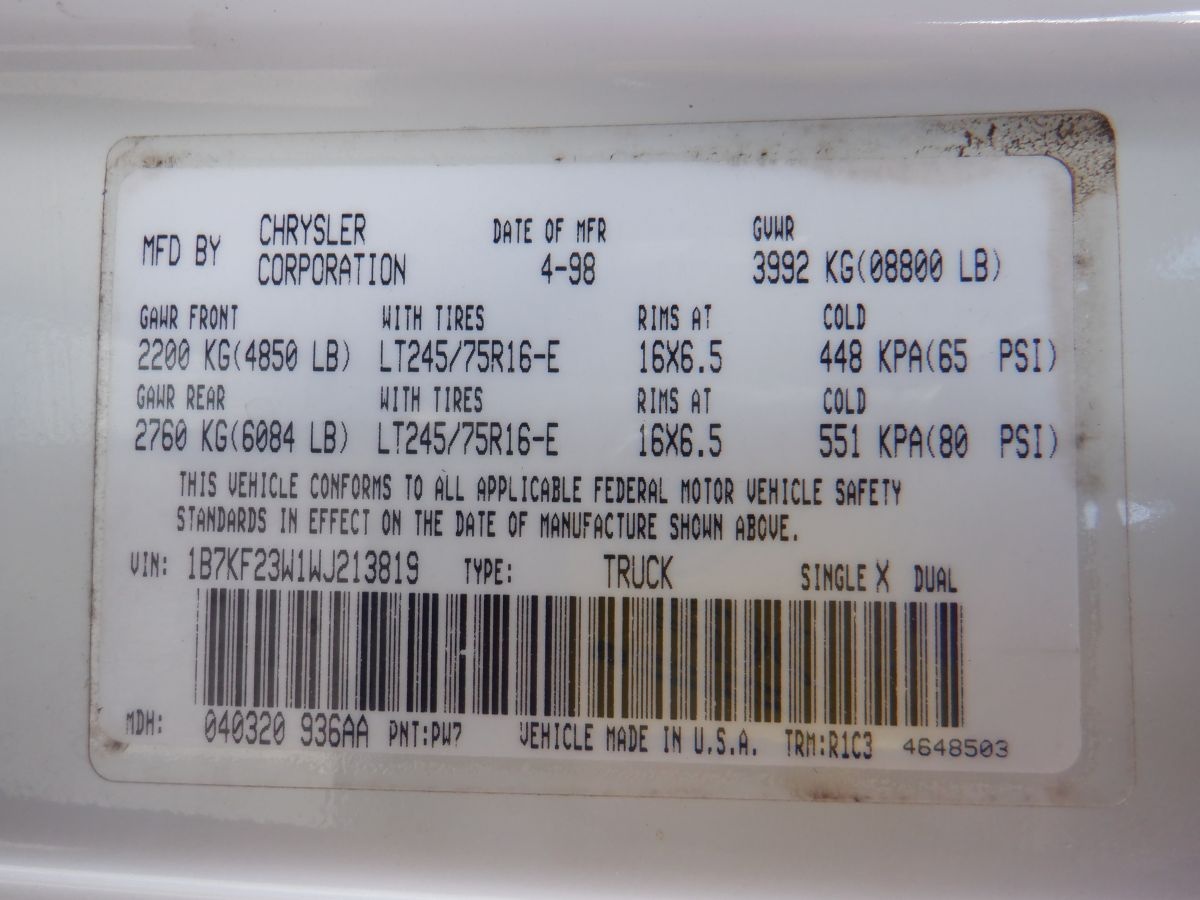 MFD BY CHRYSLER CORPORATION DATE OF MFR 4-98 GVWR 3992 KG(08800 LB)
GAWR FRONT WITH TIRES RIMS AT COLD
2200 KG(4850 LB) LT245/75R16-E 16X6.5 448 KPA(65 PSI)
GAWR REAR WITH TIRES RIMS AT COLD
2760 KG(6084 LB) LT245/75R16-E 16X6.5 551 KPA(80 PSI)
THIS VEHICLE CONFORMS TO ALL APPLICABLE FEDERAL MOTOR VEHICLE SAFETY
STANDARDS IN EFFECT ON THE DATE OF MANUFACTURE SHOWN ABOVE.
VIN: 1B7KF23W1WJ213819 TYPE: TRUCK SINGLE X DUAL
MDH: 040320 936AA PNT:PW7 VEHICLE MADE IN U.S.A. TRM:R1C3 4648503